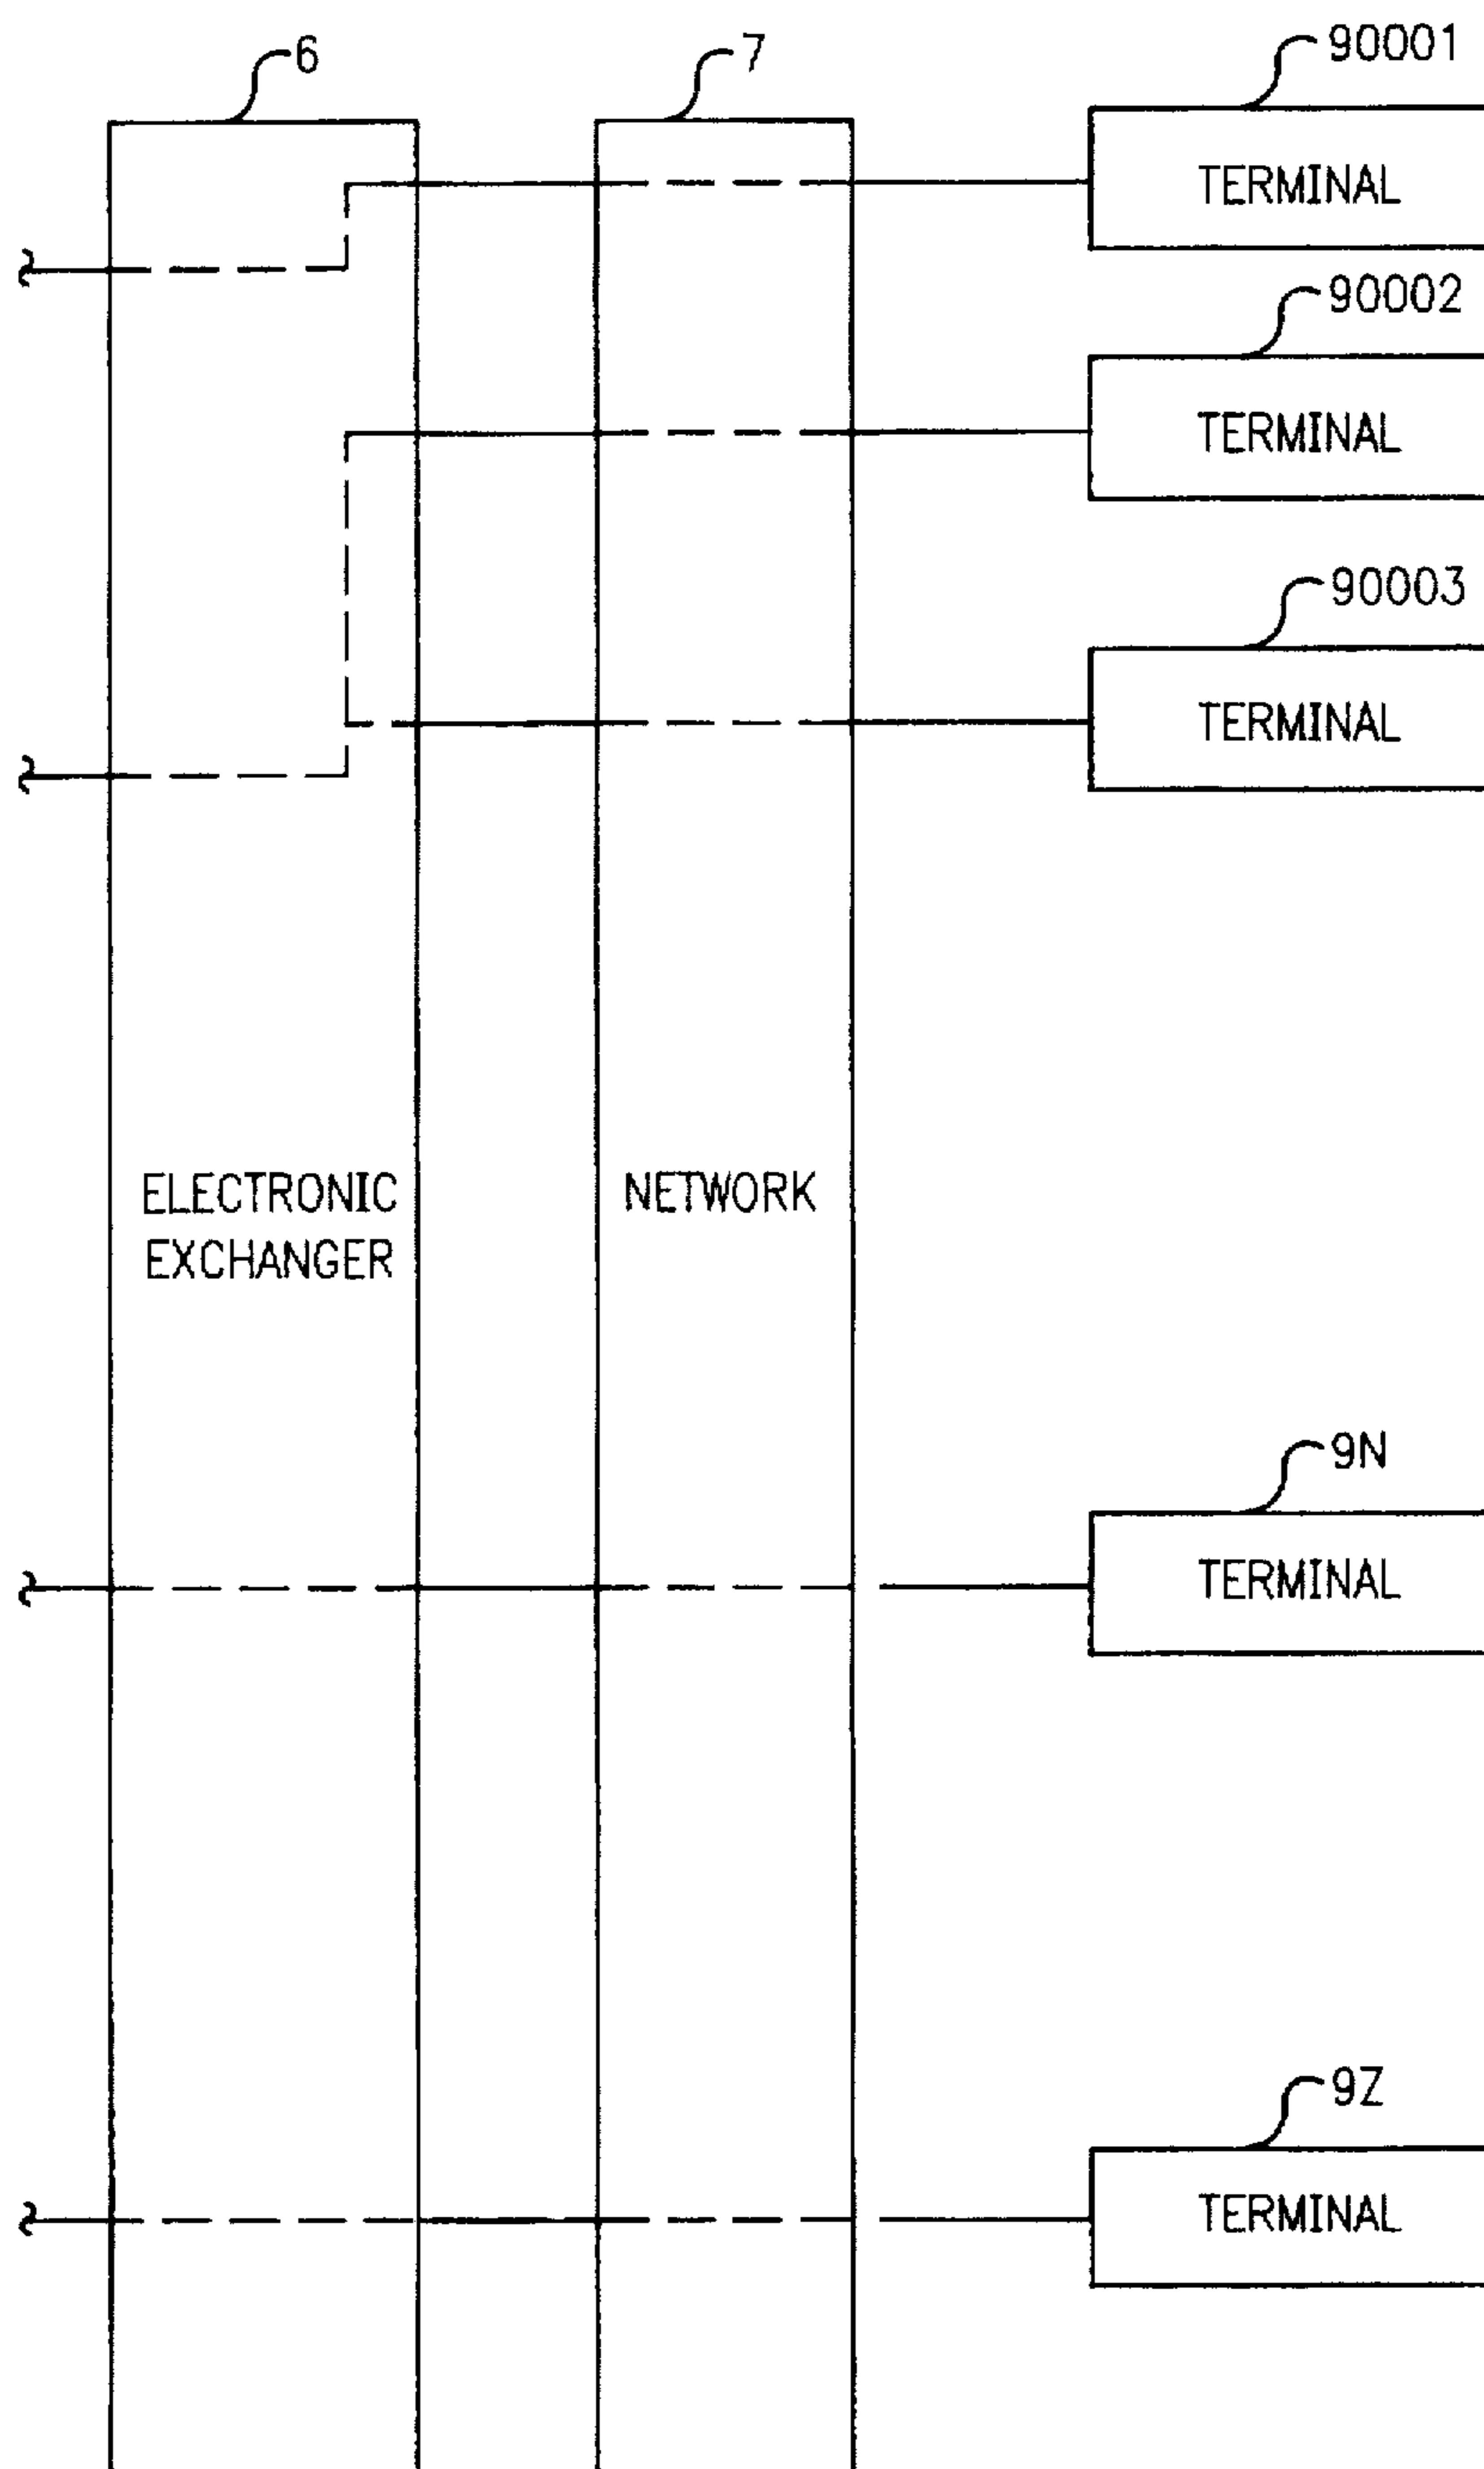 6
7
90001
TERMINAL
90002
TERMINAL
90003
TERMINAL
ELECTRONIC
EXCHANGER
NETWORK
9N
TERMINAL
9Z
TERMINAL